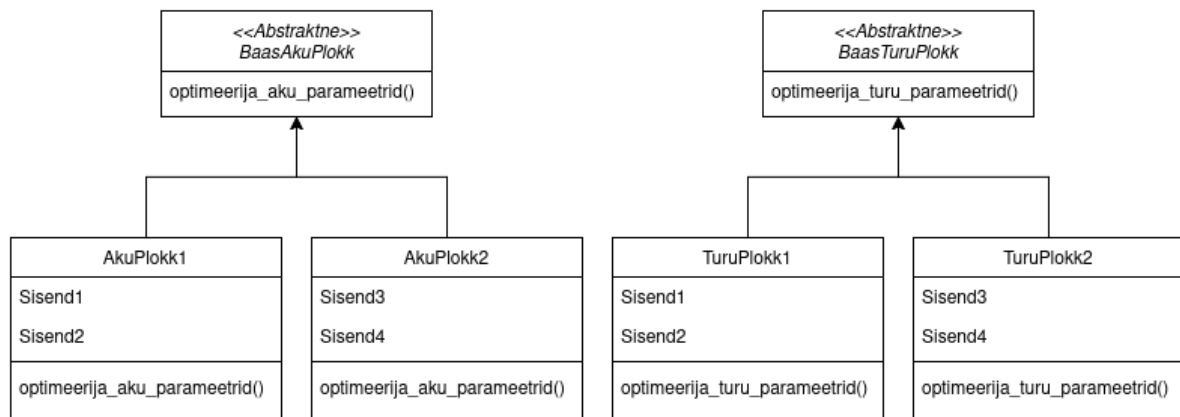 <<Abstraktne>>
BaasAkuPlokk
optimeerija_aku_parameetrid()
<<Abstraktne>>
BaasTuruPlokk
optimeerija_turu_parameetrid()
AkuPlokk1
Sisend1
Sisend2
optimeerija_aku_parameetrid()
AkuPlokk2
Sisend3
Sisend4
optimeerija_aku_parameetrid()
TuruPlokk1
Sisend1
Sisend2
optimeerija_turu_parameetrid()
TuruPlokk2
Sisend3
Sisend4
optimeerija_turu_parameetrid()